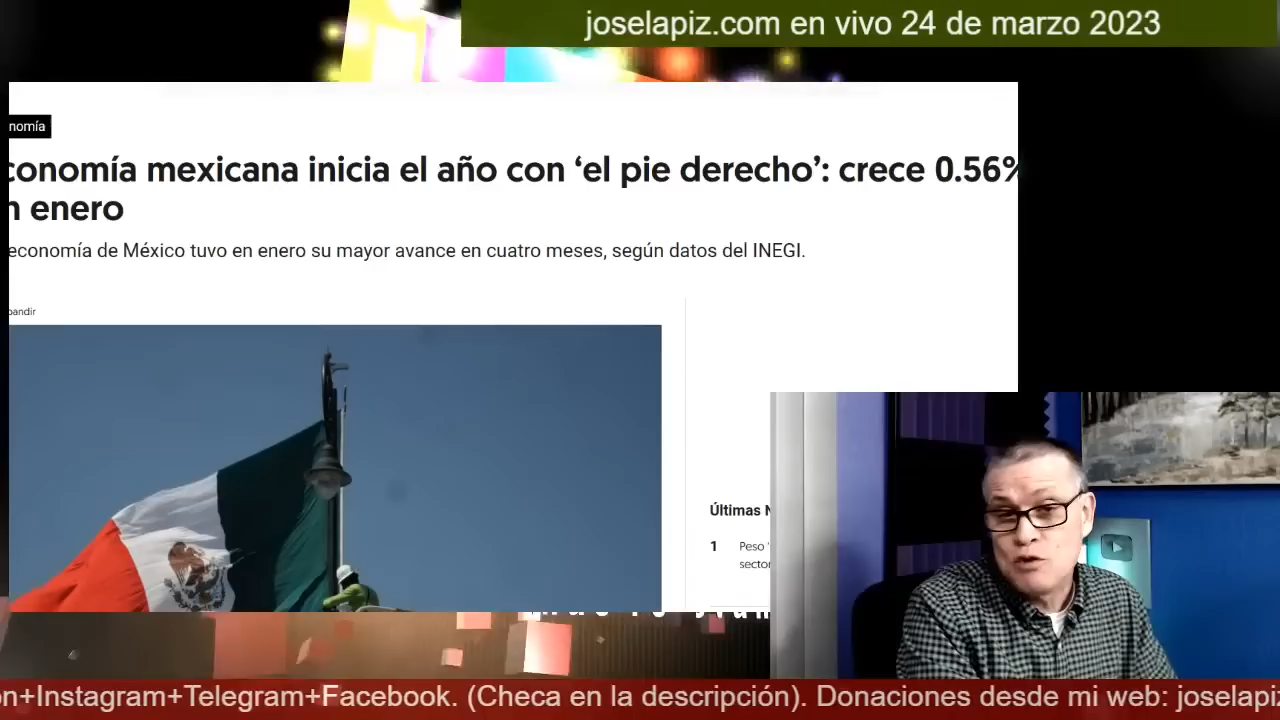 joselapiz.com en vivo 24 de marzo 2023
nomía
conomía mexicana inicia el año con ‘el pie derecho’: crece 0.56%
n enero
economía de México tuvo en enero su mayor avance en cuatro meses, según datos del INEGI.
pandir
Últimas N
1 Peso '
sector
on+Instagram+Telegram+Facebook. (Checa en la descripción). Donaciones desde mi web: joselapiz